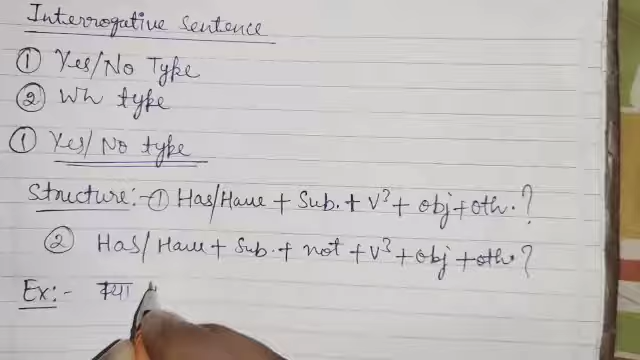 Interrogative Sentence
① Yes/No Type
② Wh type
① Yes/No type
Structure:-① Has/Have + Sub. + V³ + obj + oth. ?
② Has/Have + Sub. + not + V³ + obj + oth. ?
Ex:- क्या